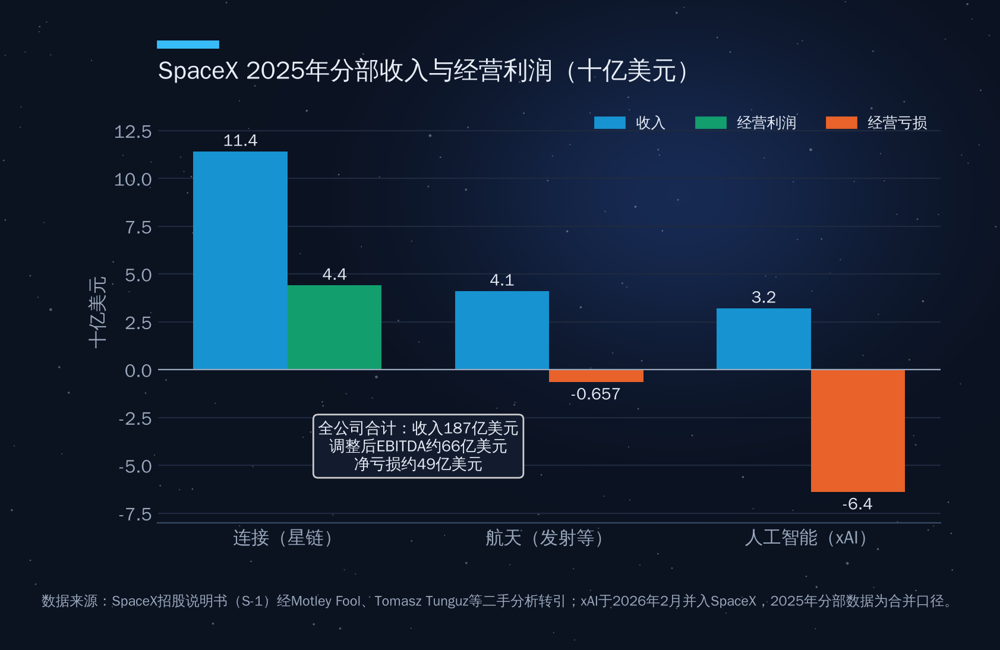 SpaceX 2025年分部收入与经营利润（十亿美元）
收入 经营利润 经营亏损
十亿美元
12.5
10.0
7.5
5.0
2.5
0.0
-2.5
-5.0
-7.5
11.4
4.4
4.1
-0.657
3.2
-6.4
全公司合计：收入187亿美元
调整后EBITDA约66亿美元
净亏损约49亿美元
连接（星链） 航天（发射等） 人工智能（xAI）
数据来源：SpaceX招股说明书（S-1）经Motley Fool、Tomasz Tunguz等二手分析转引；xAI于2026年2月并入SpaceX，2025年分部数据为合并口径。